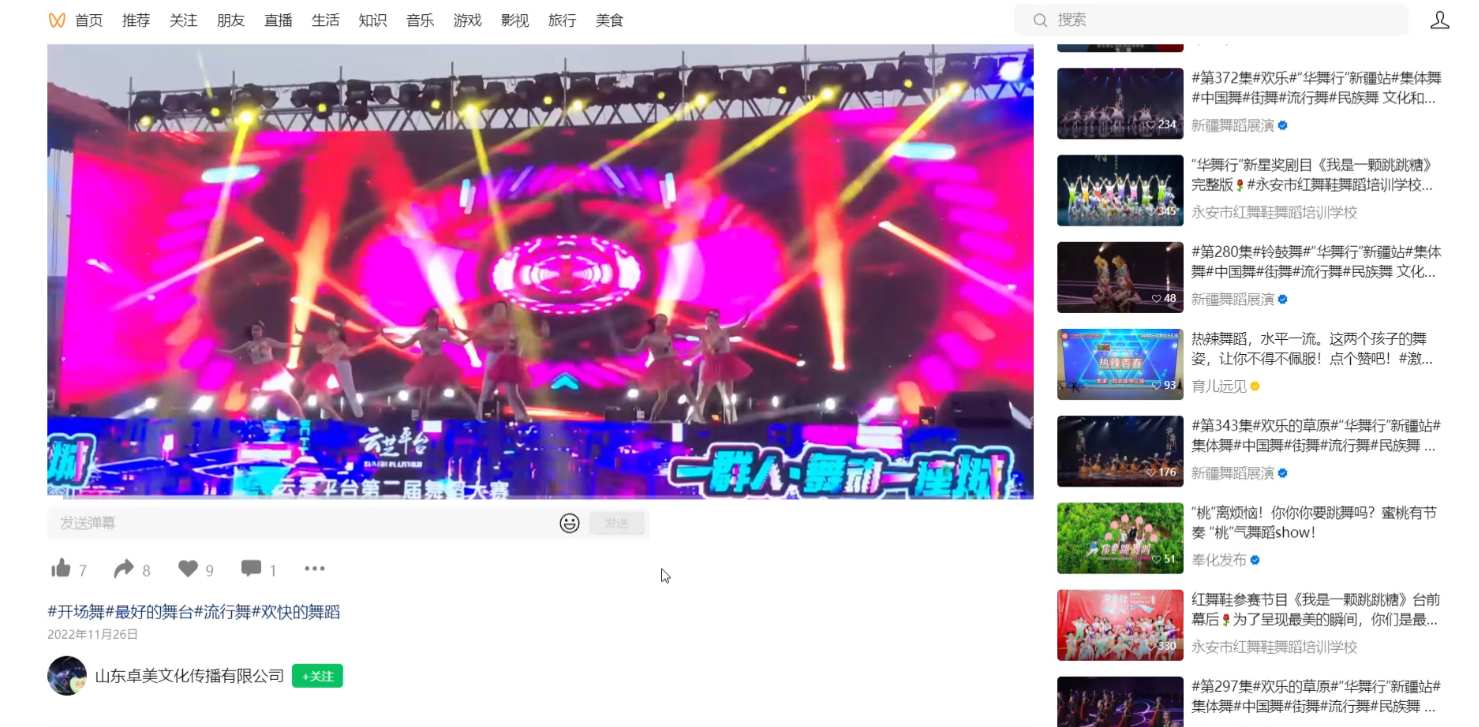 首页 推荐 关注 朋友 直播 生活 知识 音乐 游戏 影视 旅行 美食
搜索
云艺平台
云艺平台第二届舞蹈大赛
一群人·舞动一座城
发送弹幕
发送
7 8 9 1
#开场舞#最好的舞台#流行舞#欢快的舞蹈
2022年11月26日
山东卓美文化传播有限公司
+关注
#第372集#欢乐#“华舞行”新疆站#集体舞
#中国舞#街舞#流行舞#民族舞 文化和...
新疆舞蹈展演
234
“华舞行”新星奖剧目《我是一颗跳跳糖》
完整版🌹#永安市红舞鞋舞蹈培训学校...
永安市红舞鞋舞蹈培训学校
345
#第280集#铃鼓舞#“华舞行”新疆站#集体
舞#中国舞#街舞#流行舞#民族舞 文化...
新疆舞蹈展演
48
热辣舞蹈，水平一流。这两个孩子的舞
姿，让你不得不佩服！点个赞吧！#激...
育儿远见
热辣青春
93
#第343集#欢乐的草原#“华舞行”新疆站#
集体舞#中国舞#街舞#流行舞#民族舞 ...
新疆舞蹈展演
176
“桃”离烦恼！你你你要跳舞吗？蜜桃有节
奏 “桃”气舞蹈show！
奉化发布
51
红舞鞋参赛节目《我是一颗跳跳糖》台前
幕后🌹为了呈现最美的瞬间，你们是最...
永安市红舞鞋舞蹈培训学校
330
#第297集#欢乐的草原#“华舞行”新疆站#
集体舞#中国舞#街舞#流行舞#民族舞 ...